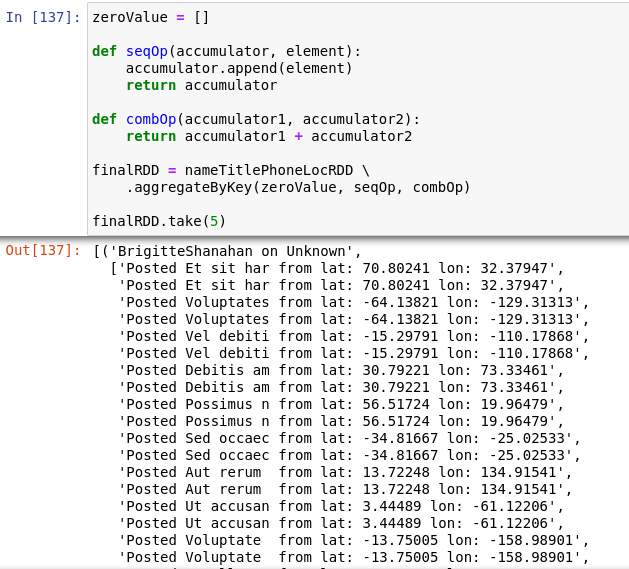 In [137]: zeroValue = []
def seqOp(accumulator, element):
    accumulator.append(element)
    return accumulator
def combOp(accumulator1, accumulator2):
    return accumulator1 + accumulator2
finalRDD = nameTitlePhoneLocRDD \
    .aggregateByKey(zeroValue, seqOp, combOp)
finalRDD.take(5)
Out[137]: [('BrigitteShanahan on Unknown',
  ['Posted Et sit har from lat: 70.80241 lon: 32.37947',
   'Posted Et sit har from lat: 70.80241 lon: 32.37947',
   'Posted Voluptates from lat: -64.13821 lon: -129.31313',
   'Posted Voluptates from lat: -64.13821 lon: -129.31313',
   'Posted Vel debiti from lat: -15.29791 lon: -110.17868',
   'Posted Vel debiti from lat: -15.29791 lon: -110.17868',
   'Posted Debitis am from lat: 30.79221 lon: 73.33461',
   'Posted Debitis am from lat: 30.79221 lon: 73.33461',
   'Posted Possimus n from lat: 56.51724 lon: 19.96479',
   'Posted Possimus n from lat: 56.51724 lon: 19.96479',
   'Posted Sed occaec from lat: -34.81667 lon: -25.02533',
   'Posted Sed occaec from lat: -34.81667 lon: -25.02533',
   'Posted Aut rerum  from lat: 13.72248 lon: 134.91541',
   'Posted Aut rerum  from lat: 13.72248 lon: 134.91541',
   'Posted Ut accusan from lat: 3.44489 lon: -61.12206',
   'Posted Ut accusan from lat: 3.44489 lon: -61.12206',
   'Posted Voluptate  from lat: -13.75005 lon: -158.98901',
   'Posted Voluptate  from lat: -13.75005 lon: -158.98901',